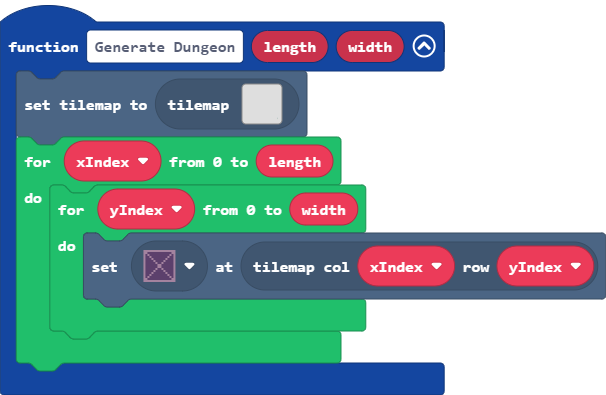 function Generate Dungeon length width
set tilemap to tilemap
for xIndex from 0 to length
do
for yIndex from 0 to width
do
set at tilemap col xIndex row yIndex